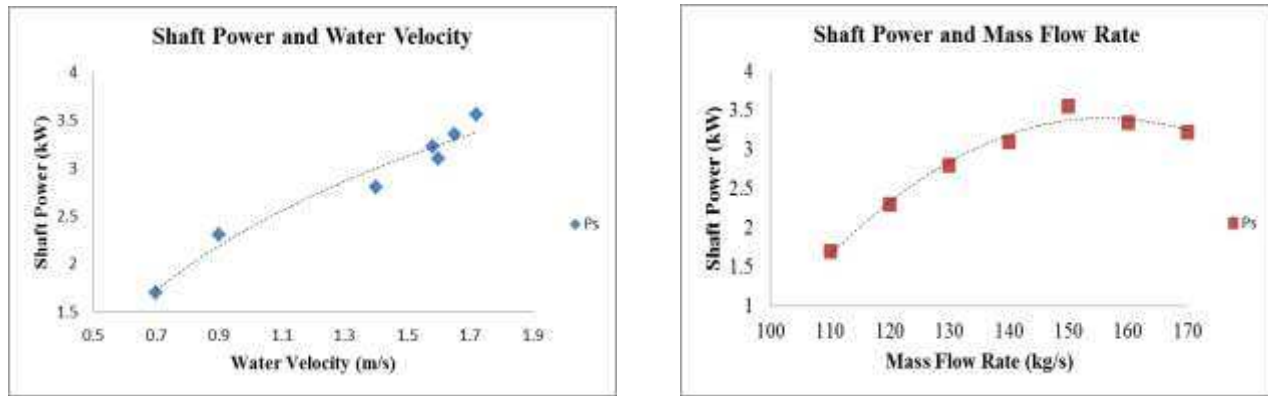 Shaft Power and Water Velocity
Shaft Power (kW)
4
3.5
3
2.5
2
1.5
0.5 0.7 0.9 1.1 1.3 1.5 1.7 1.9
Water Velocity (m/s)
Ps
Shaft Power and Mass Flow Rate
Shaft Power (kW)
4
3.5
3
2.5
2
1.5
1
100 110 120 130 140 150 160 170
Mass Flow Rate (kg/s)
Ps